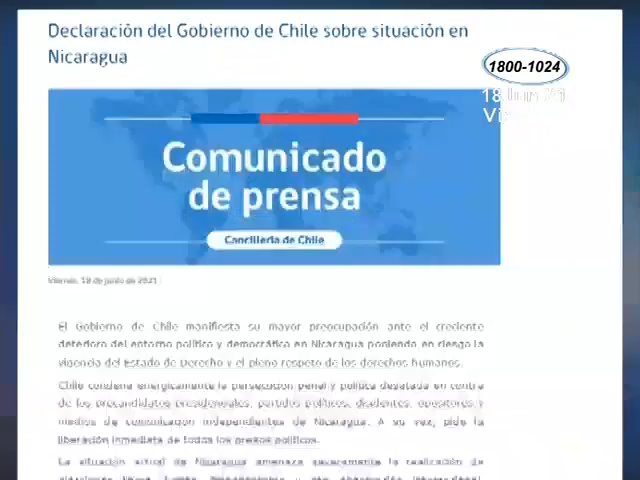 Declaración del Gobierno de Chile sobre situación en
Nicaragua
1800-1024
18 Jun
Comunicado
de prensa
Cancillería de Chile
Viernes, 18 de junio de 2021
El Gobierno de Chile manifiesta su mayor preocupación ante el creciente
deterioro del entorno político y democrático en Nicaragua poniendo en riesgo la
vigencia del Estado de Derecho y el pleno respeto de los derechos humanos.
Chile condena enérgicamente la persecución penal y política desatada en contra
de los precandidatos presidenciales, partidos políticos, disidentes, opositores y
medios de comunicación independientes de Nicaragua. A su vez, pide la
liberación inmediata de todos los presos políticos.
La situación actual de Nicaragua amenaza severamente la realización de